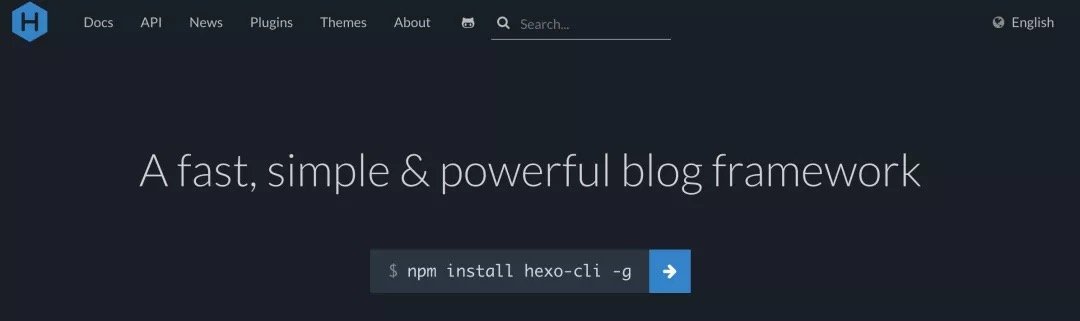 H Docs API News Plugins Themes About Search... English
A fast, simple & powerful blog framework
$ npm install hexo-cli -g